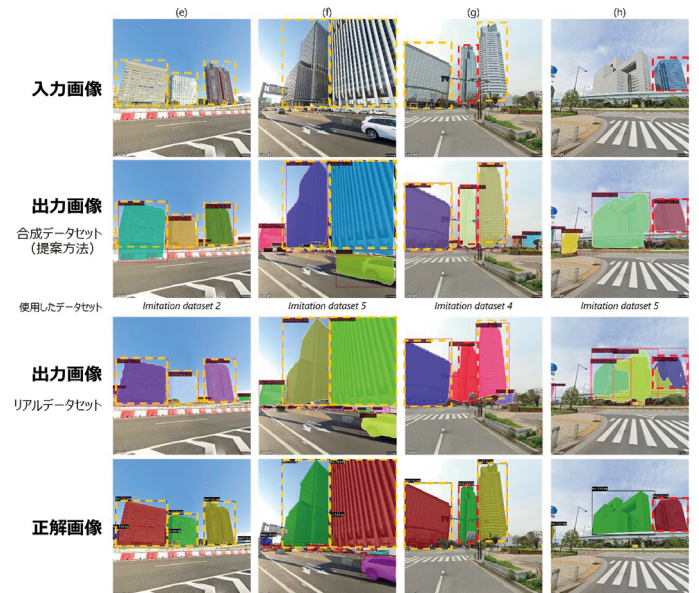 (e) (f) (g) (h)
入力画像
出力画像
合成データセット
(提案方法)
使用したデータセット Imitation dataset 2 Imitation dataset 5 Imitation dataset 4 Imitation dataset 5
出力画像
リアルデータセット
正解画像